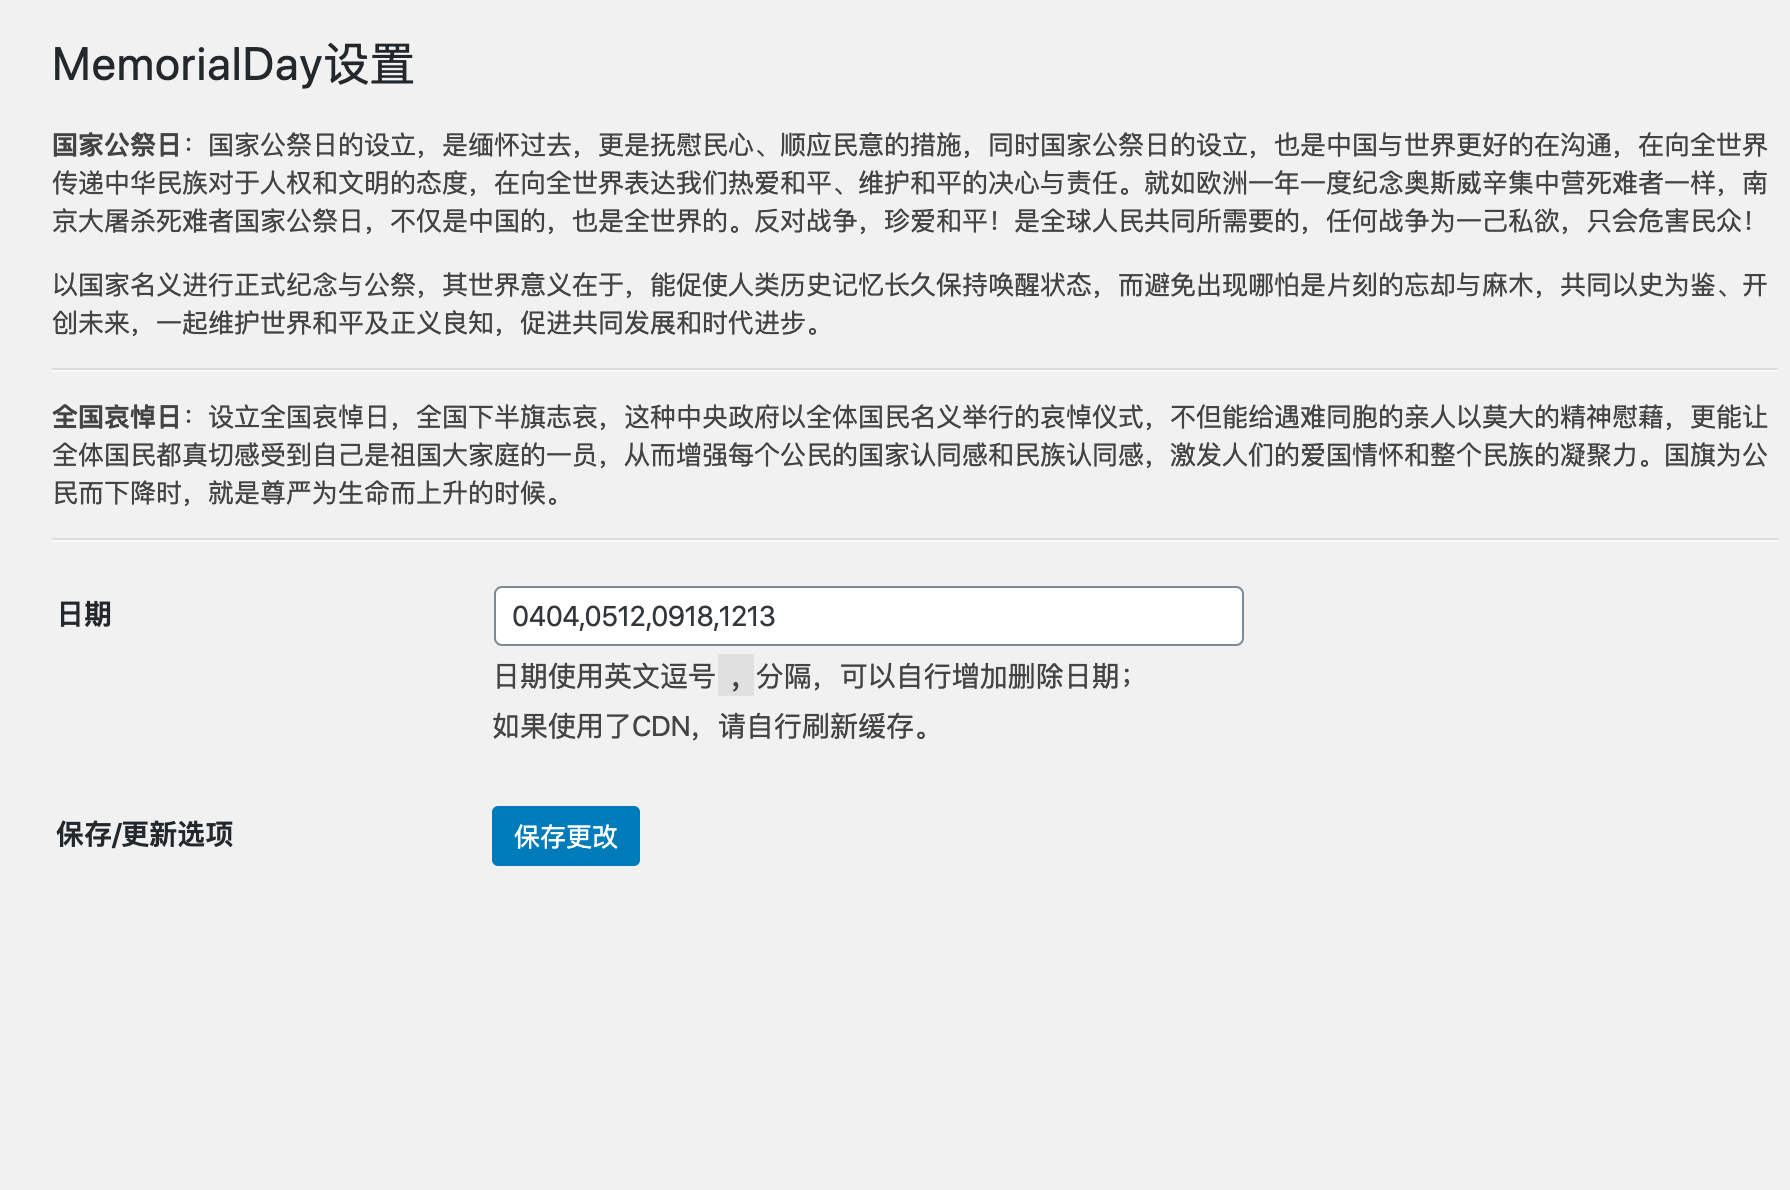 MemorialDay设置
国家公祭日：国家公祭日的设立，是缅怀过去，更是抚慰民心、顺应民意的措施，同时国家公祭日的设立，也是中国与世界更好的在沟通，在向全世界
传递中华民族对于人权和文明的态度，在向全世界表达我们热爱和平、维护和平的决心与责任。就如欧洲一年一度纪念奥斯威辛集中营死难者一样，南
京大屠杀死难者国家公祭日，不仅是中国的，也是全世界的。反对战争，珍爱和平！是全球人民共同所需要的，任何战争为一己私欲，只会危害民众！
以国家名义进行正式纪念与公祭，其世界意义在于，能促使人类历史记忆长久保持唤醒状态，而避免出现哪怕是片刻的忘却与麻木，共同以史为鉴、开
创未来，一起维护世界和平及正义良知，促进共同发展和时代进步。
全国哀悼日：设立全国哀悼日，全国下半旗志哀，这种中央政府以全体国民名义举行的哀悼仪式，不但能给遇难同胞的亲人以莫大的精神慰藉，更能让
全体国民都真切感受到自己是祖国大家庭的一员，从而增强每个公民的国家认同感和民族认同感，激发人们的爱国情怀和整个民族的凝聚力。国旗为公
民而下降时，就是尊严为生命而上升的时候。
日期
0404,0512,0918,1213
日期使用英文逗号 , 分隔，可以自行增加删除日期；
如果使用了CDN，请自行刷新缓存。
保存/更新选项
保存更改